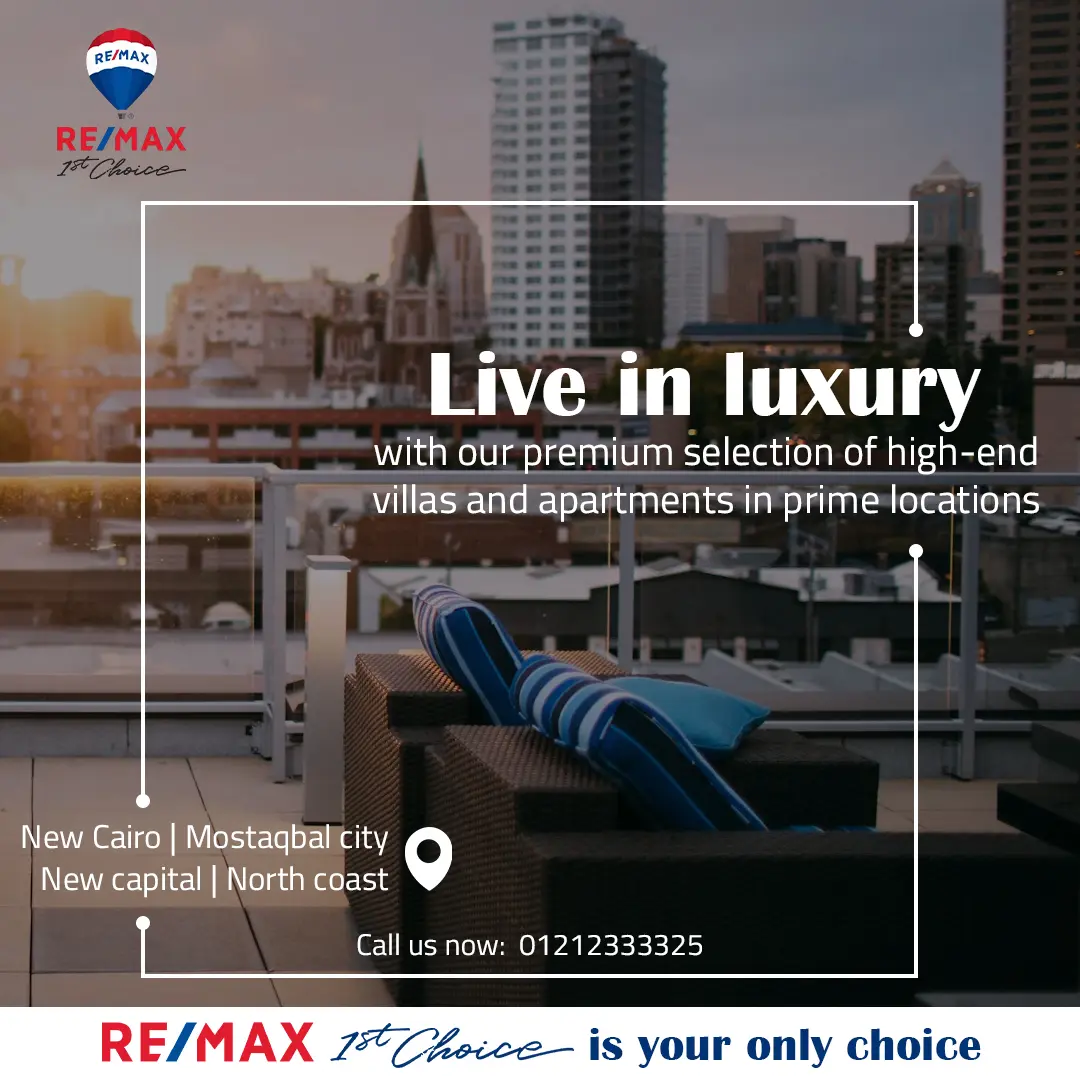 RE/MAX
RE/MAX
1st Choice
Live in luxury
with our premium selection of high-end
villas and apartments in prime locations
New Cairo | Mostaqbal city
New capital | North coast
Call us now: 01212333325
RE/MAX 1st Choice is your only choice